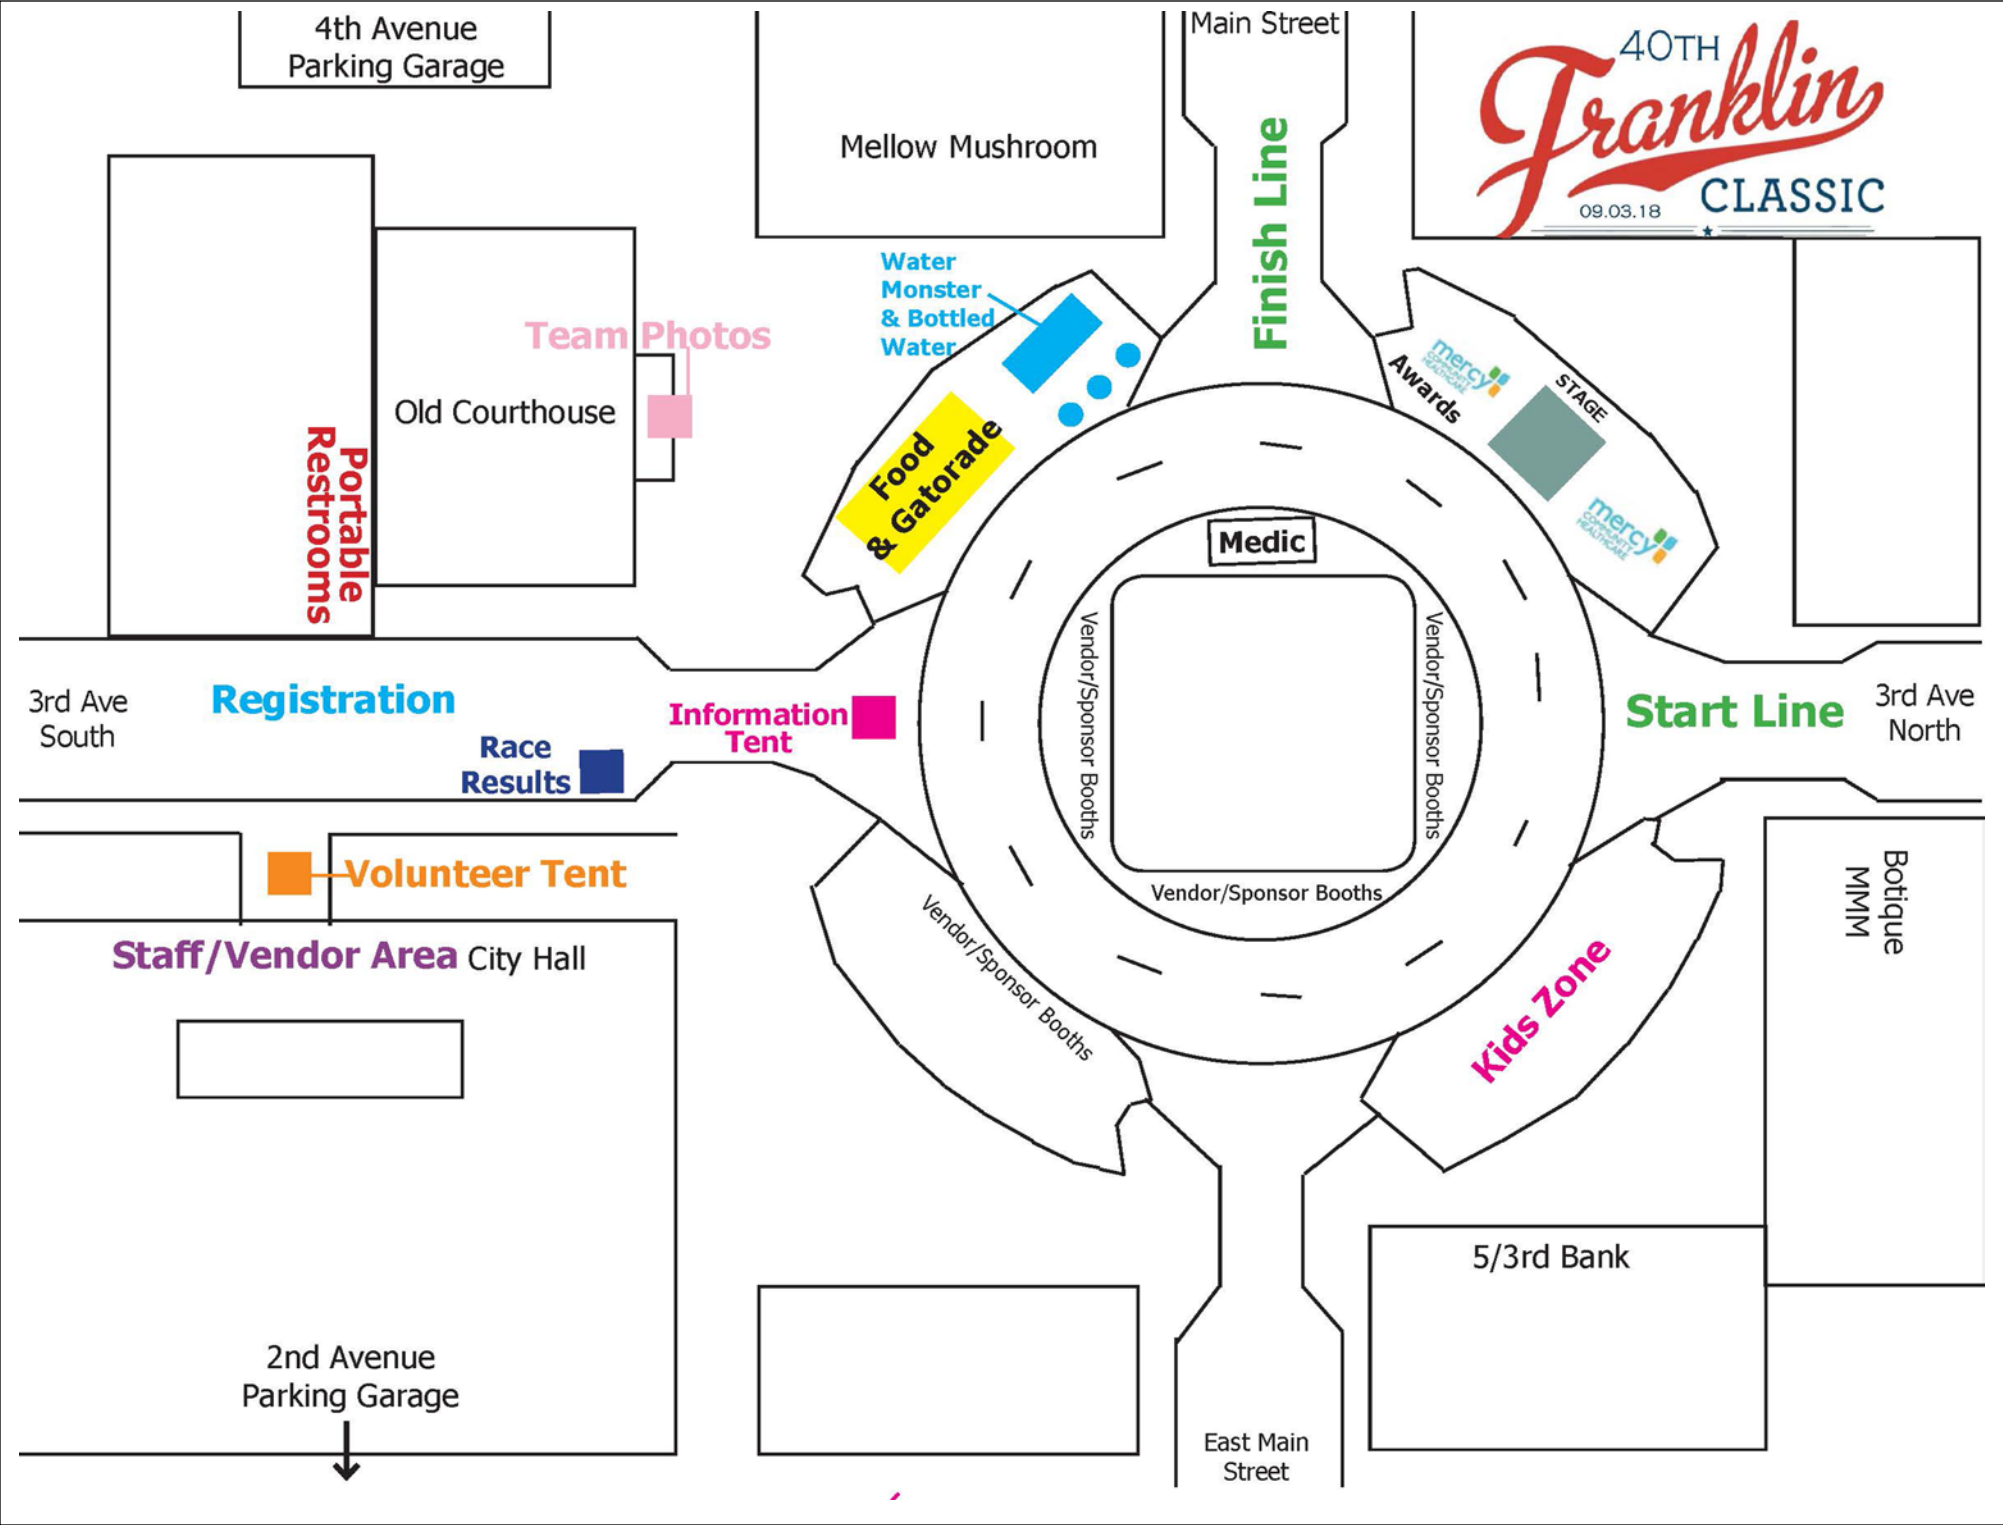 4th Avenue
Parking Garage
Main Street
40TH
Franklin
CLASSIC
09.03.18
Mellow Mushroom
Finish Line
Water
Monster
& Bottled
Water
Team Photos
Old Courthouse
Portable
Restrooms
Food
& Gatorade
Awards
mercy
COMMUNITY
HEALTHCARE
STAGE
mercy
COMMUNITY
HEALTHCARE
Medic
Vendor/Sponsor Booths
Vendor/Sponsor Booths
Vendor/Sponsor Booths
Vendor/Sponsor Booths
3rd Ave
South
Registration
Race
Results
Information
Tent
Start Line
3rd Ave
North
Volunteer Tent
Staff/Vendor Area
City Hall
Kids Zone
Botique
MMM
5/3rd Bank
2nd Avenue
Parking Garage
East Main
Street